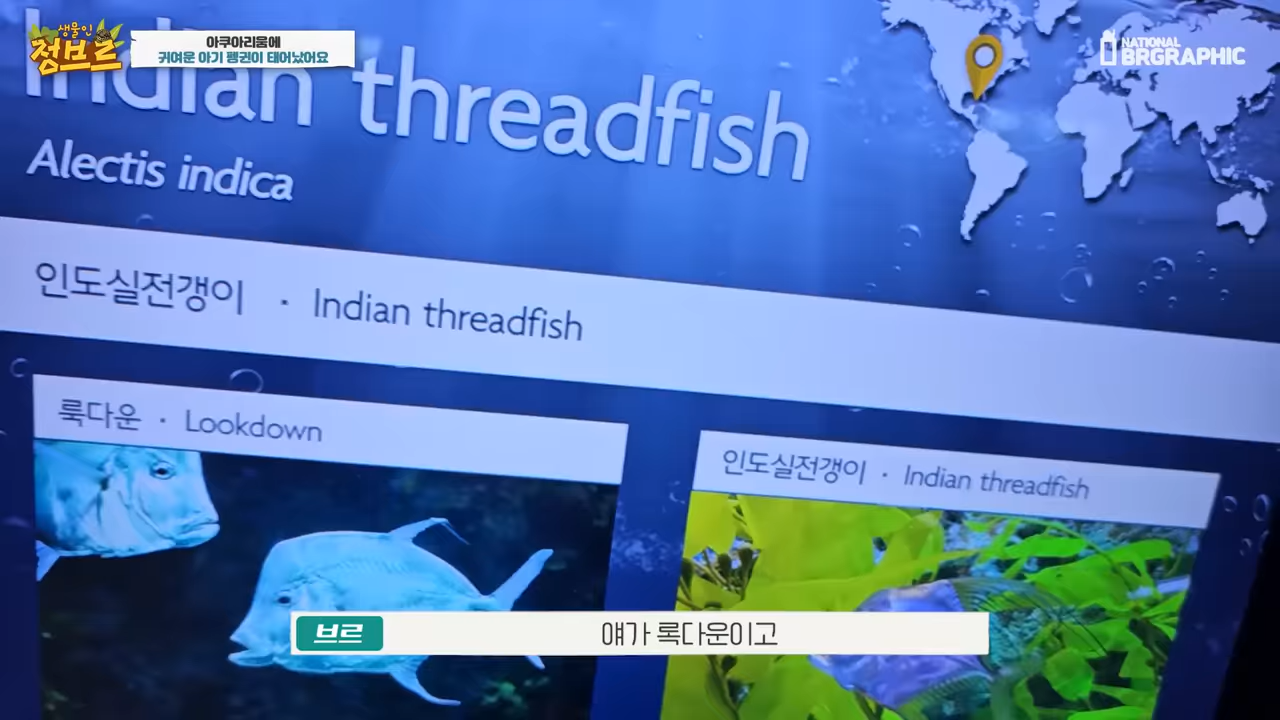 생물인
정브르
아쿠아리움에
귀여운 아기 펭귄이 태어났어요
NATIONAL
BRGRAPHIC
Indian threadfish
Alectis indica
인도실전갱이 · Indian threadfish
룩다운 · Lookdown
인도실전갱이 · Indian threadfish
브르
얘가 룩다운이고